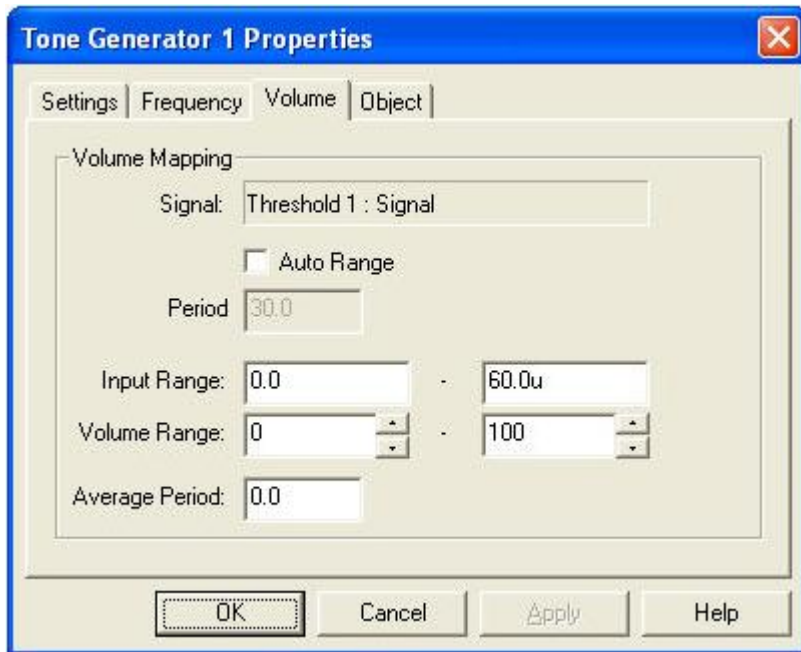 Tone Generator 1 Properties
Settings Frequency Volume Object
Volume Mapping
Signal: Threshold 1 : Signal
Auto Range
Period 30.0
Input Range: 0.0 - 60.0u
Volume Range: 0 - 100
Average Period: 0.0
OK Cancel Apply Help